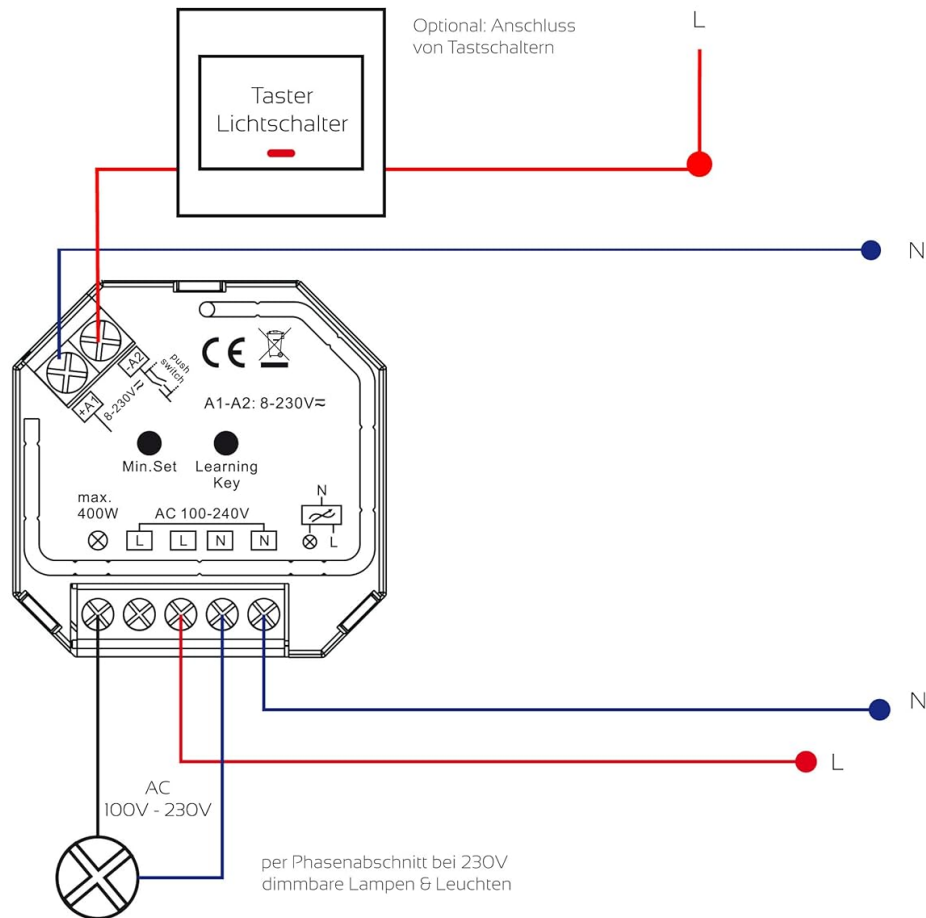 Optional: Anschluss
von Tastschaltern
L
Taster
Lichtschalter
N
push
switch
-A2
+A1
8-230V≂
CE
A1-A2: 8-230V≂
Min.Set
Learning
Key
max.
400W
AC 100-240V
L
L
N
N
N
L
N
L
AC
100V - 230V
per Phasenabschnitt bei 230V
dimmbare Lampen & Leuchten